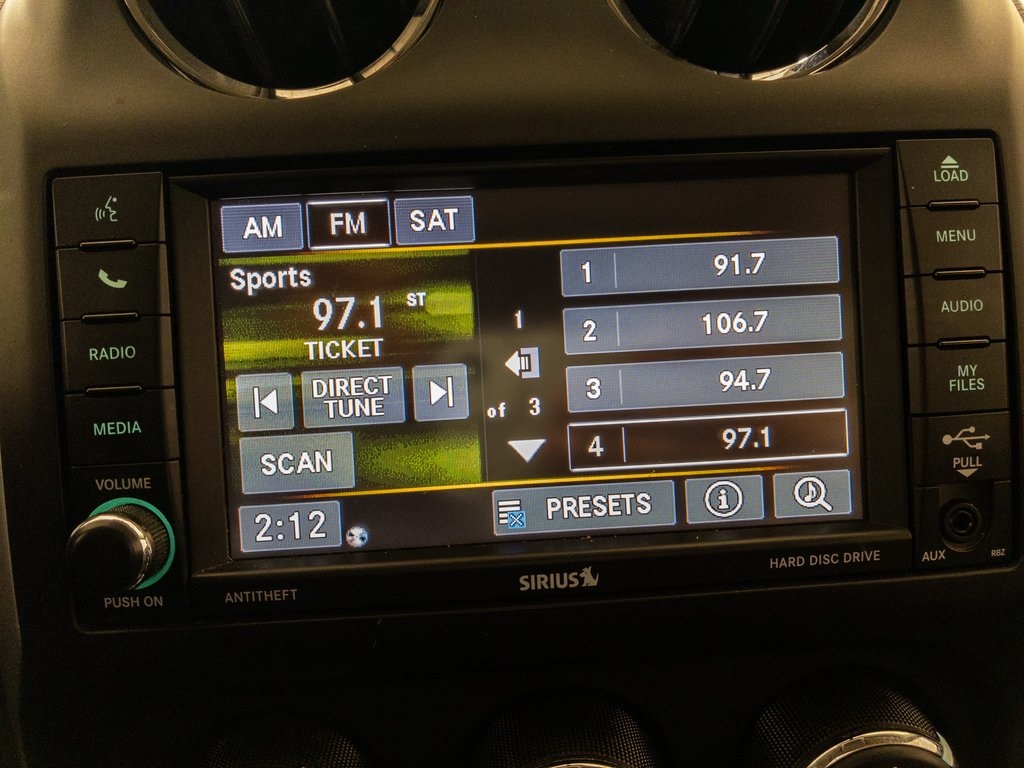 LOAD
MENU
AUDIO
MY
FILES
PULL
AUX
RBZ
RADIO
MEDIA
VOLUME
PUSH ON
AM FM SAT
Sports
97.1 ST
TICKET
DIRECT
TUNE
SCAN
2:12
1
of 3
1 91.7
2 106.7
3 94.7
4 97.1
PRESETS
i
ANTITHEFT
SIRIUS
HARD DISC DRIVE